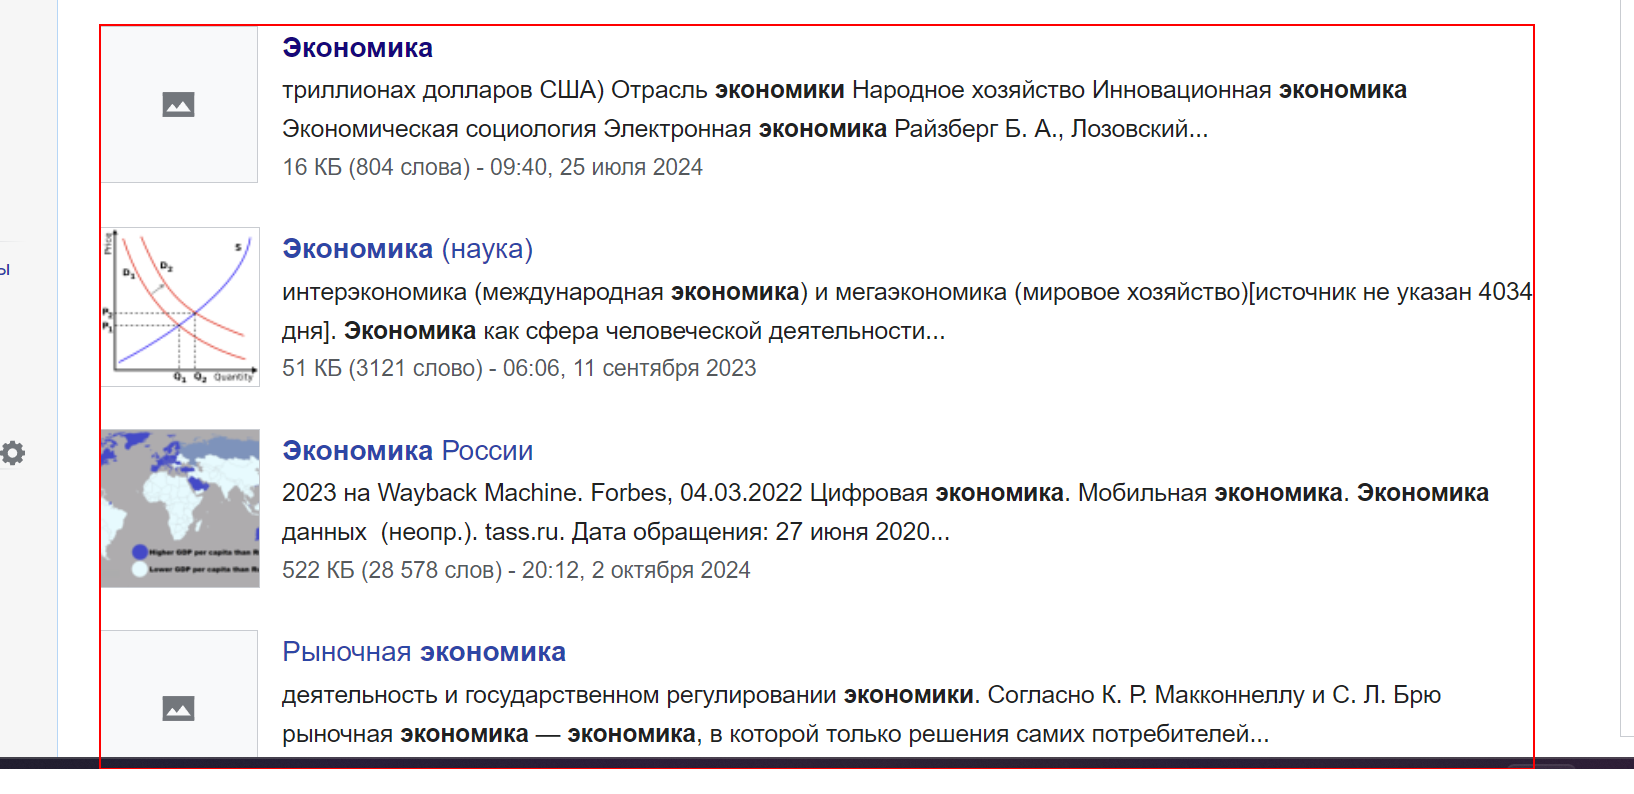 Экономика
триллионах долларов США) Отрасль экономики Народное хозяйство Инновационная экономика
Экономическая социология Электронная экономика Райзберг Б. А., Лозовский...
16 КБ (804 слова) - 09:40, 25 июля 2024
Price
S
D1
D2
P2
P1
Q1 Q2 Quantity
ы
Экономика (наука)
интерэкономика (международная экономика) и мегаэкономика (мировое хозяйство)[источник не указан 4034
дня]. Экономика как сфера человеческой деятельности...
51 КБ (3121 слово) - 06:06, 11 сентября 2023
Higher GDP per capita than
Lower GDP per capita than
Экономика России
2023 на Wayback Machine. Forbes, 04.03.2022 Цифровая экономика. Мобильная экономика. Экономика
данных (неопр.). tass.ru. Дата обращения: 27 июня 2020...
522 КБ (28 578 слов) - 20:12, 2 октября 2024
Рыночная экономика
деятельность и государственном регулировании экономики. Согласно К. Р. Макконнеллу и С. Л. Брю
рыночная экономика — экономика, в которой только решения самих потребителей...